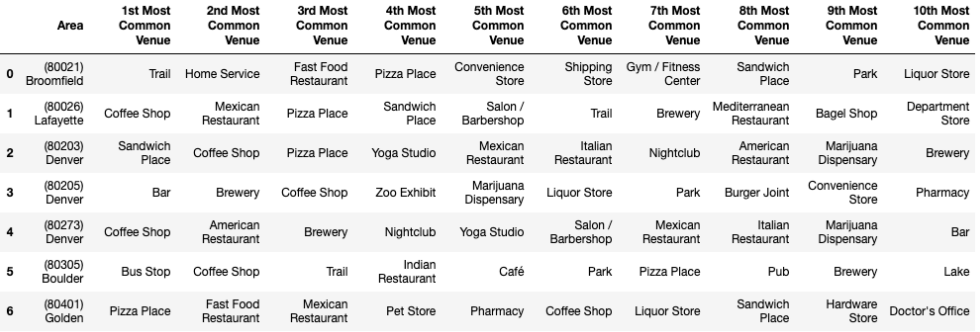 Area 1st Most Common Venue 2nd Most Common Venue 3rd Most Common Venue 4th Most Common Venue 5th Most Common Venue 6th Most Common Venue 7th Most Common Venue 8th Most Common Venue 9th Most Common Venue 10th Most Common Venue
0 (80021) Broomfield Trail Home Service Fast Food Restaurant Pizza Place Convenience Store Shipping Store Gym / Fitness Center Sandwich Place Park Liquor Store
1 (80026) Lafayette Coffee Shop Mexican Restaurant Pizza Place Sandwich Place Salon / Barbershop Trail Brewery Mediterranean Restaurant Bagel Shop Department Store
2 (80203) Denver Sandwich Place Coffee Shop Pizza Place Yoga Studio Mexican Restaurant Italian Restaurant Nightclub American Restaurant Marijuana Dispensary Brewery
3 (80205) Denver Bar Brewery Coffee Shop Zoo Exhibit Marijuana Dispensary Liquor Store Park Burger Joint Convenience Store Pharmacy
4 (80273) Denver Coffee Shop American Restaurant Brewery Nightclub Yoga Studio Salon / Barbershop Mexican Restaurant Italian Restaurant Marijuana Dispensary Bar
5 (80305) Boulder Bus Stop Coffee Shop Trail Indian Restaurant Café Park Pizza Place Pub Brewery Lake
6 (80401) Golden Pizza Place Fast Food Restaurant Mexican Restaurant Pet Store Pharmacy Coffee Shop Liquor Store Sandwich Place Hardware Store Doctor's Office